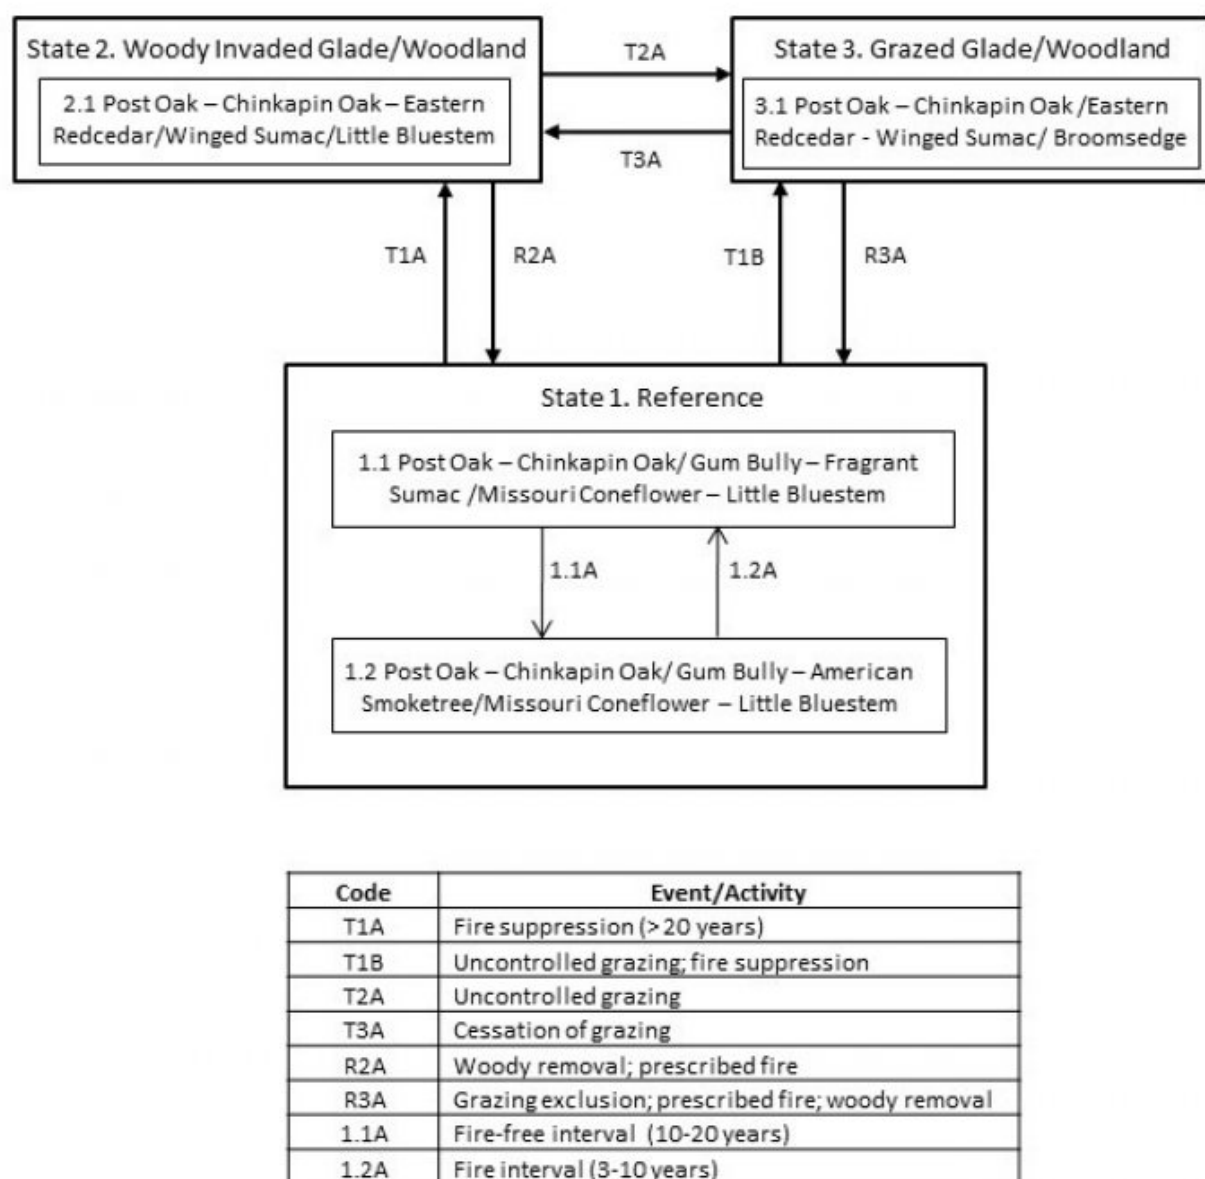 State 2. Woody Invaded Glade/Woodland
2.1 Post Oak – Chinkapin Oak – Eastern
Redcedar/Winged Sumac/Little Bluestem
T2A
T3A
State 3. Grazed Glade/Woodland
3.1 Post Oak – Chinkapin Oak /Eastern
Redcedar - Winged Sumac/ Broomsedge
T1A
R2A
T1B
R3A
State 1. Reference
1.1 Post Oak – Chinkapin Oak/ Gum Bully – Fragrant
Sumac /Missouri Coneflower – Little Bluestem
1.1A
1.2A
1.2 Post Oak – Chinkapin Oak/ Gum Bully – American
Smoketree/Missouri Coneflower – Little Bluestem
Code Event/Activity
T1A Fire suppression (> 20 years)
T1B Uncontrolled grazing; fire suppression
T2A Uncontrolled grazing
T3A Cessation of grazing
R2A Woody removal; prescribed fire
R3A Grazing exclusion; prescribed fire; woody removal
1.1A Fire-free interval (10-20 years)
1.2A Fire interval (3-10 years)